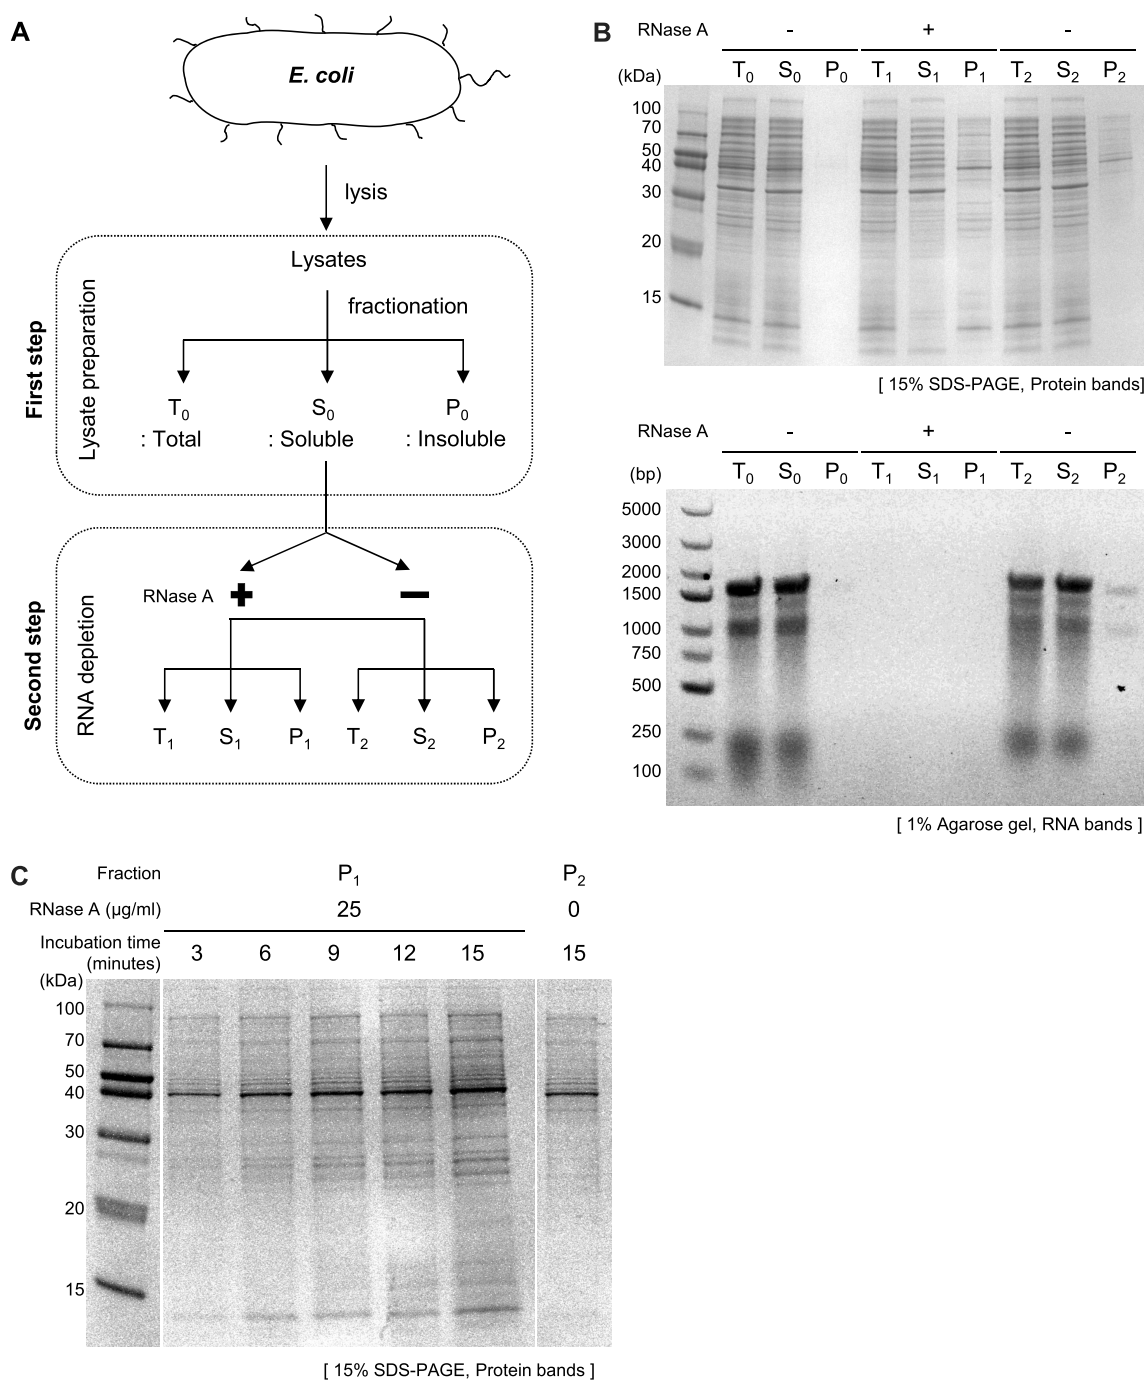 A
E. coli
lysis
Lysates
fractionation
First step
Lysate preparation
T0 S0 P0
: Total : Soluble : Insoluble
Second step
RNA depletion
RNase A + −
T1 S1 P1 T2 S2 P2
B
RNase A - + -
(kDa) T0 S0 P0 T1 S1 P1 T2 S2 P2
100
70
50
40
30
20
15
[ 15% SDS-PAGE, Protein bands]
RNase A - + -
(bp) T0 S0 P0 T1 S1 P1 T2 S2 P2
5000
3000
2000
1500
1000
750
500
250
100
[ 1% Agarose gel, RNA bands ]
C
Fraction P1 P2
RNase A (μg/ml) 25 0
Incubation time
(minutes) 3 6 9 12 15 15
(kDa)
100
70
50
40
30
20
15
[ 15% SDS-PAGE, Protein bands ]